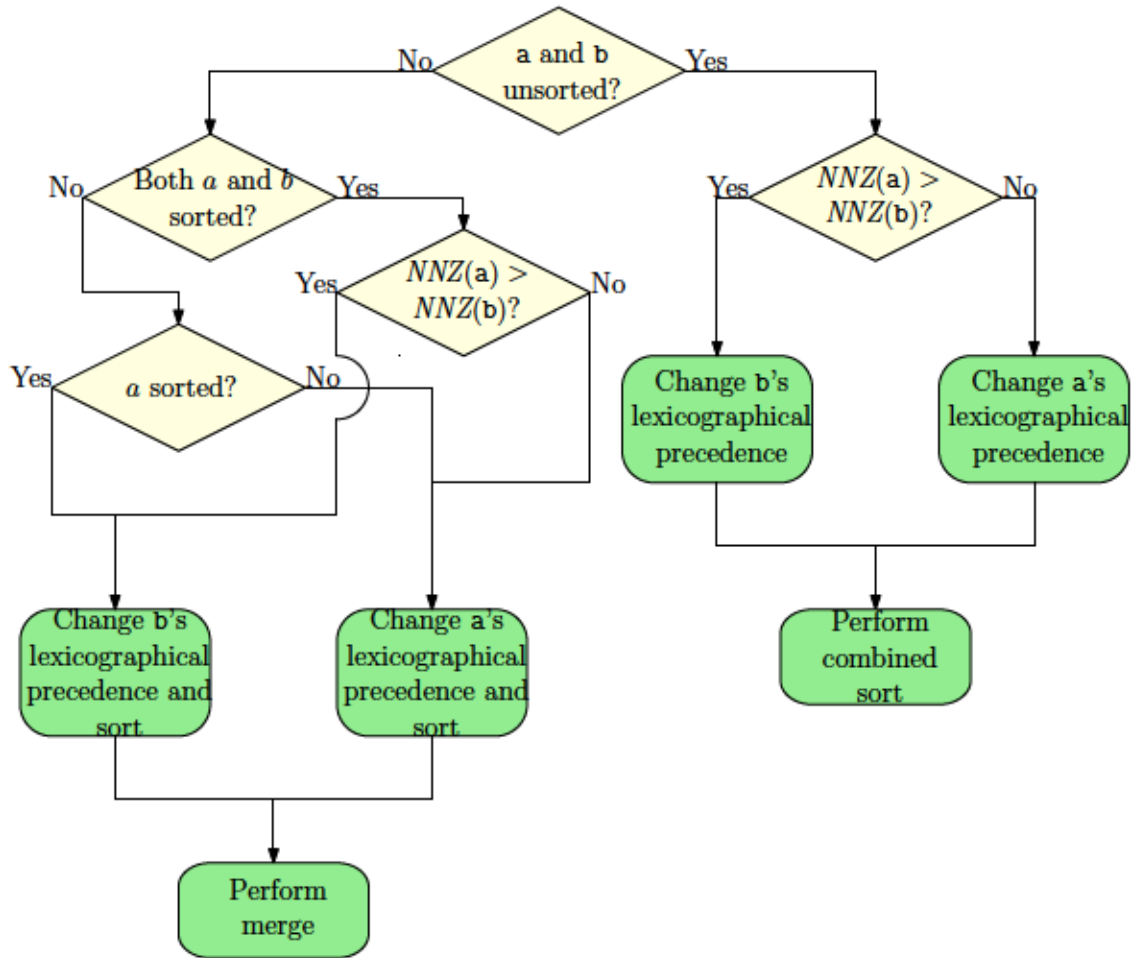 a and b
unsorted?
No
Yes
Both a and b
sorted?
No
Yes
NNZ(a) >
NNZ(b)?
Yes
No
NNZ(a) >
NNZ(b)?
Yes
No
a sorted?
Yes
No
Change b's
lexicographical
precedence
Change a's
lexicographical
precedence
Change b's
lexicographical
precedence and
sort
Change a's
lexicographical
precedence and
sort
Perform
combined
sort
Perform
merge